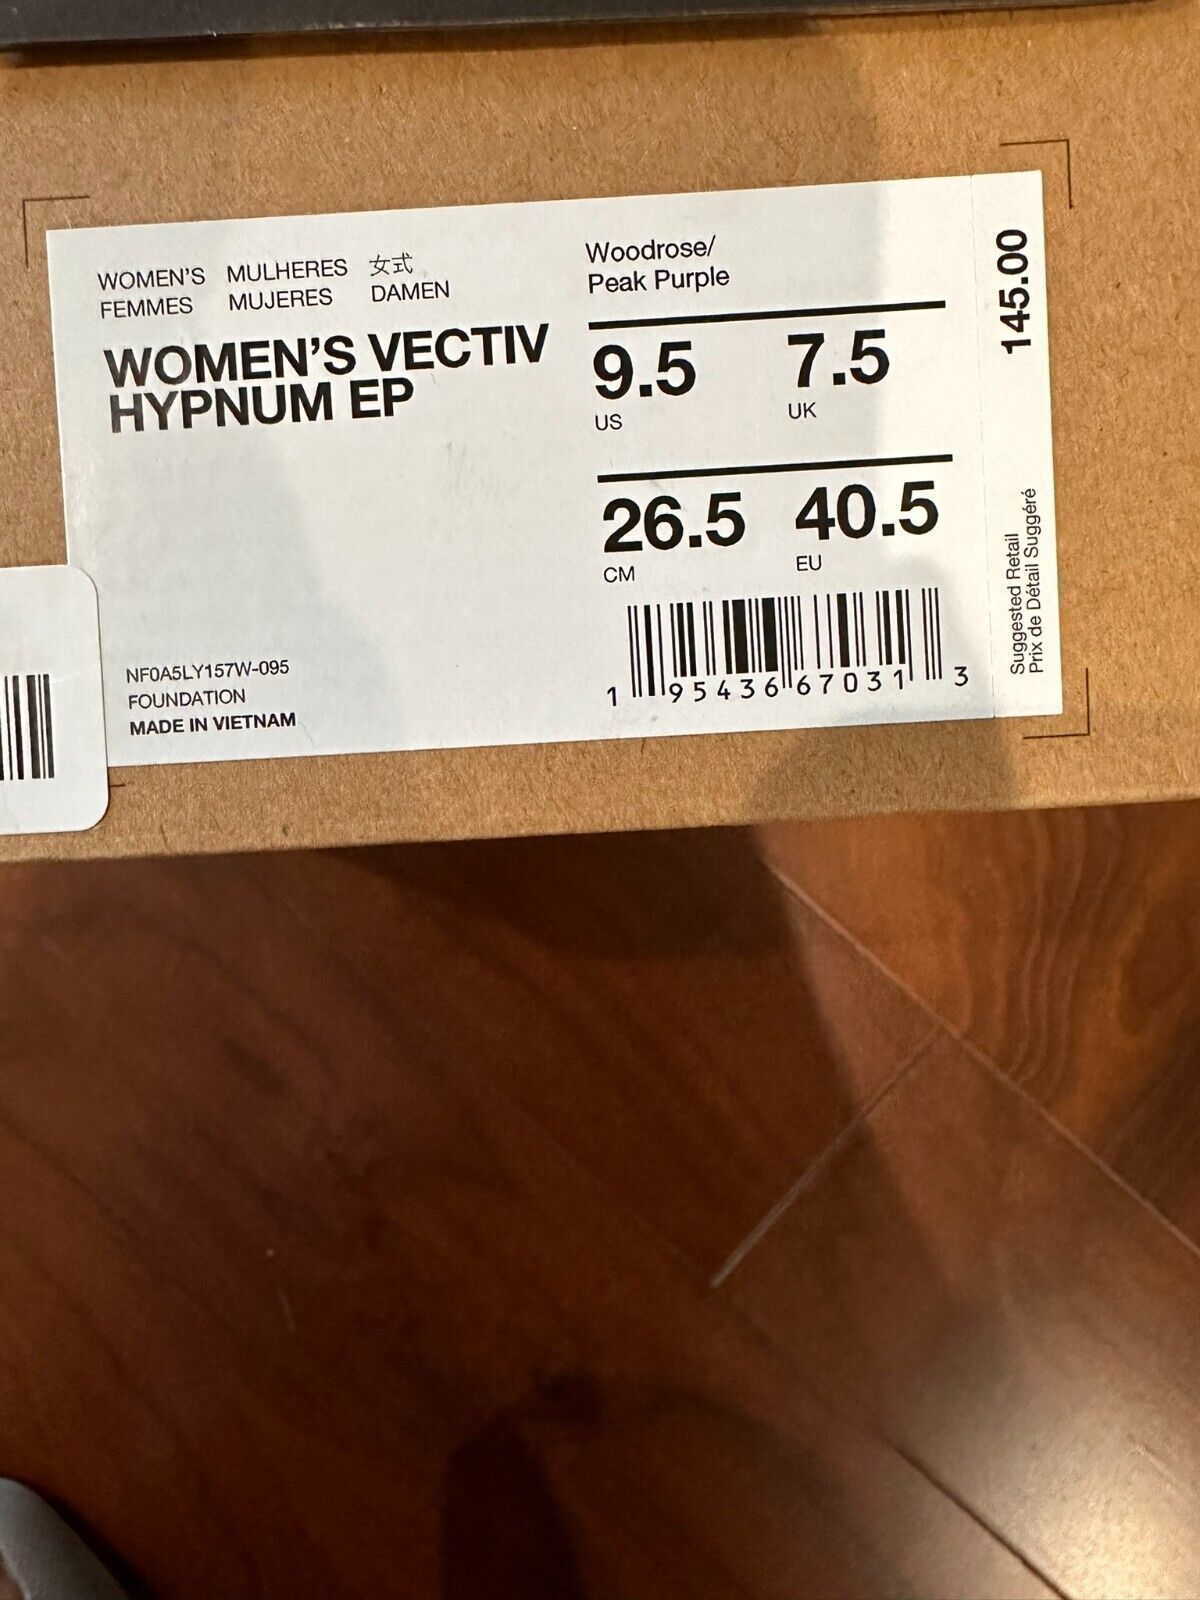 WOMEN'S MULHERES 女式
FEMMES MUJERES DAMEN
WOMEN'S VECTIV
HYPNUM EP
NF0A5LY157W-095
FOUNDATION
MADE IN VIETNAM
Woodrose/
Peak Purple
9.5 7.5
US UK
26.5 40.5
CM EU
1 95436 67031 3
145.00
Suggested Retail
Prix de Détail Suggéré